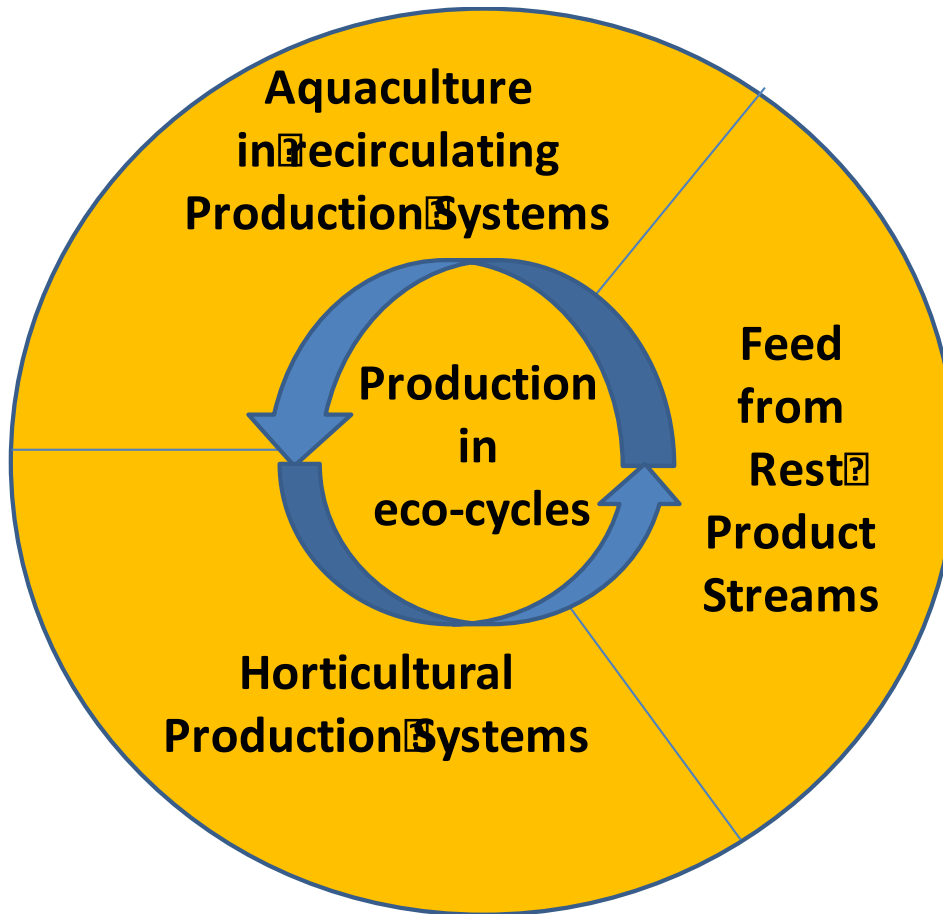 Aquaculture
in⍰recirculating
Production⍰Systems
Production
in
eco-cycles
Feed
from
Rest⍰
Product
Streams
Horticultural
Production⍰Systems